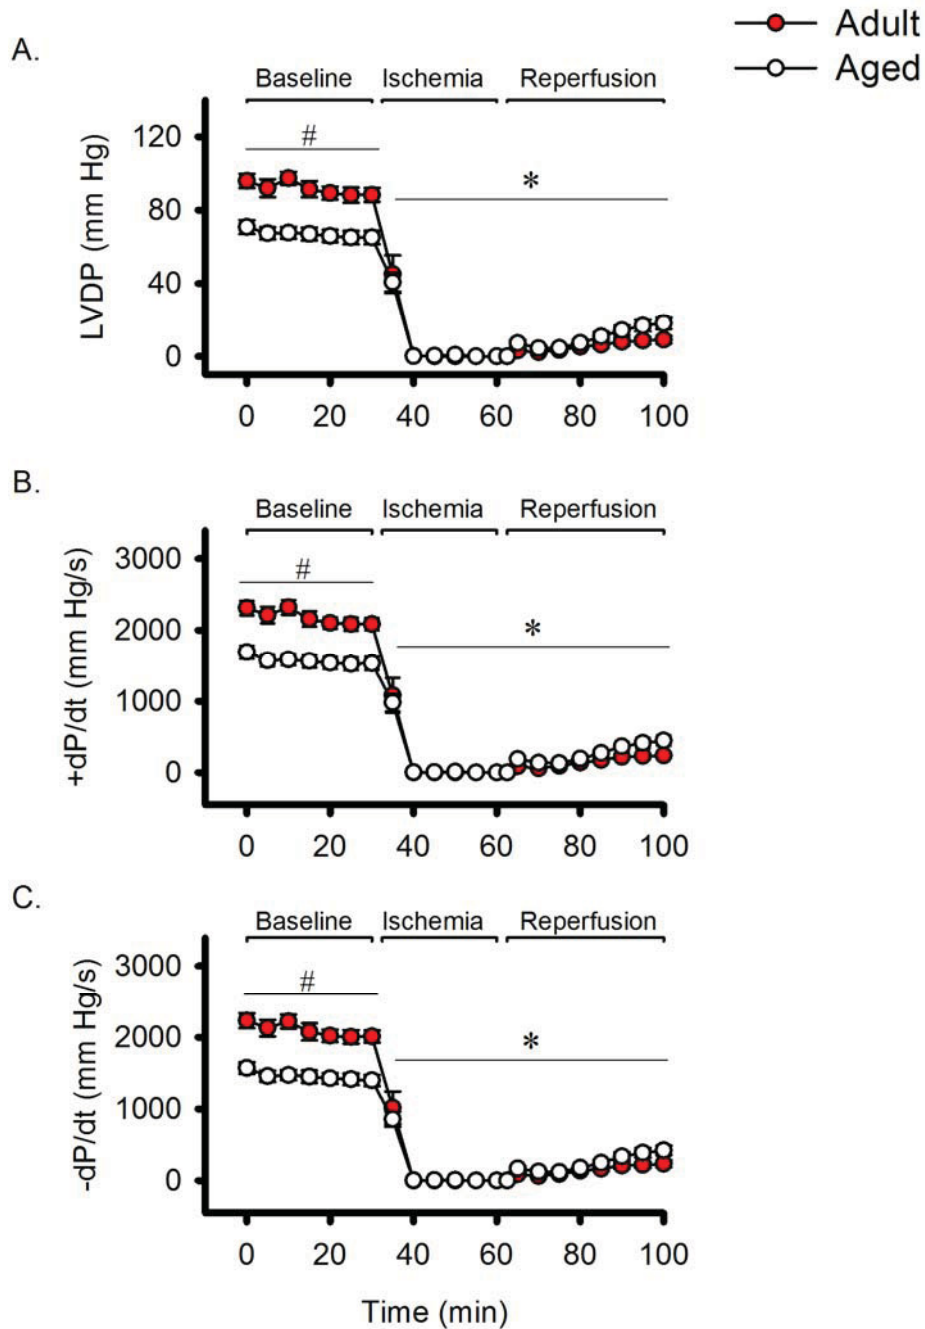 Adult
Aged
A.
Baseline Ischemia Reperfusion
#
*
LVDP (mm Hg)
120
80
40
0
0 20 40 60 80 100
B.
Baseline Ischemia Reperfusion
#
*
+dP/dt (mm Hg/s)
3000
2000
1000
0
0 20 40 60 80 100
C.
Baseline Ischemia Reperfusion
#
*
-dP/dt (mm Hg/s)
3000
2000
1000
0
0 20 40 60 80 100
Time (min)